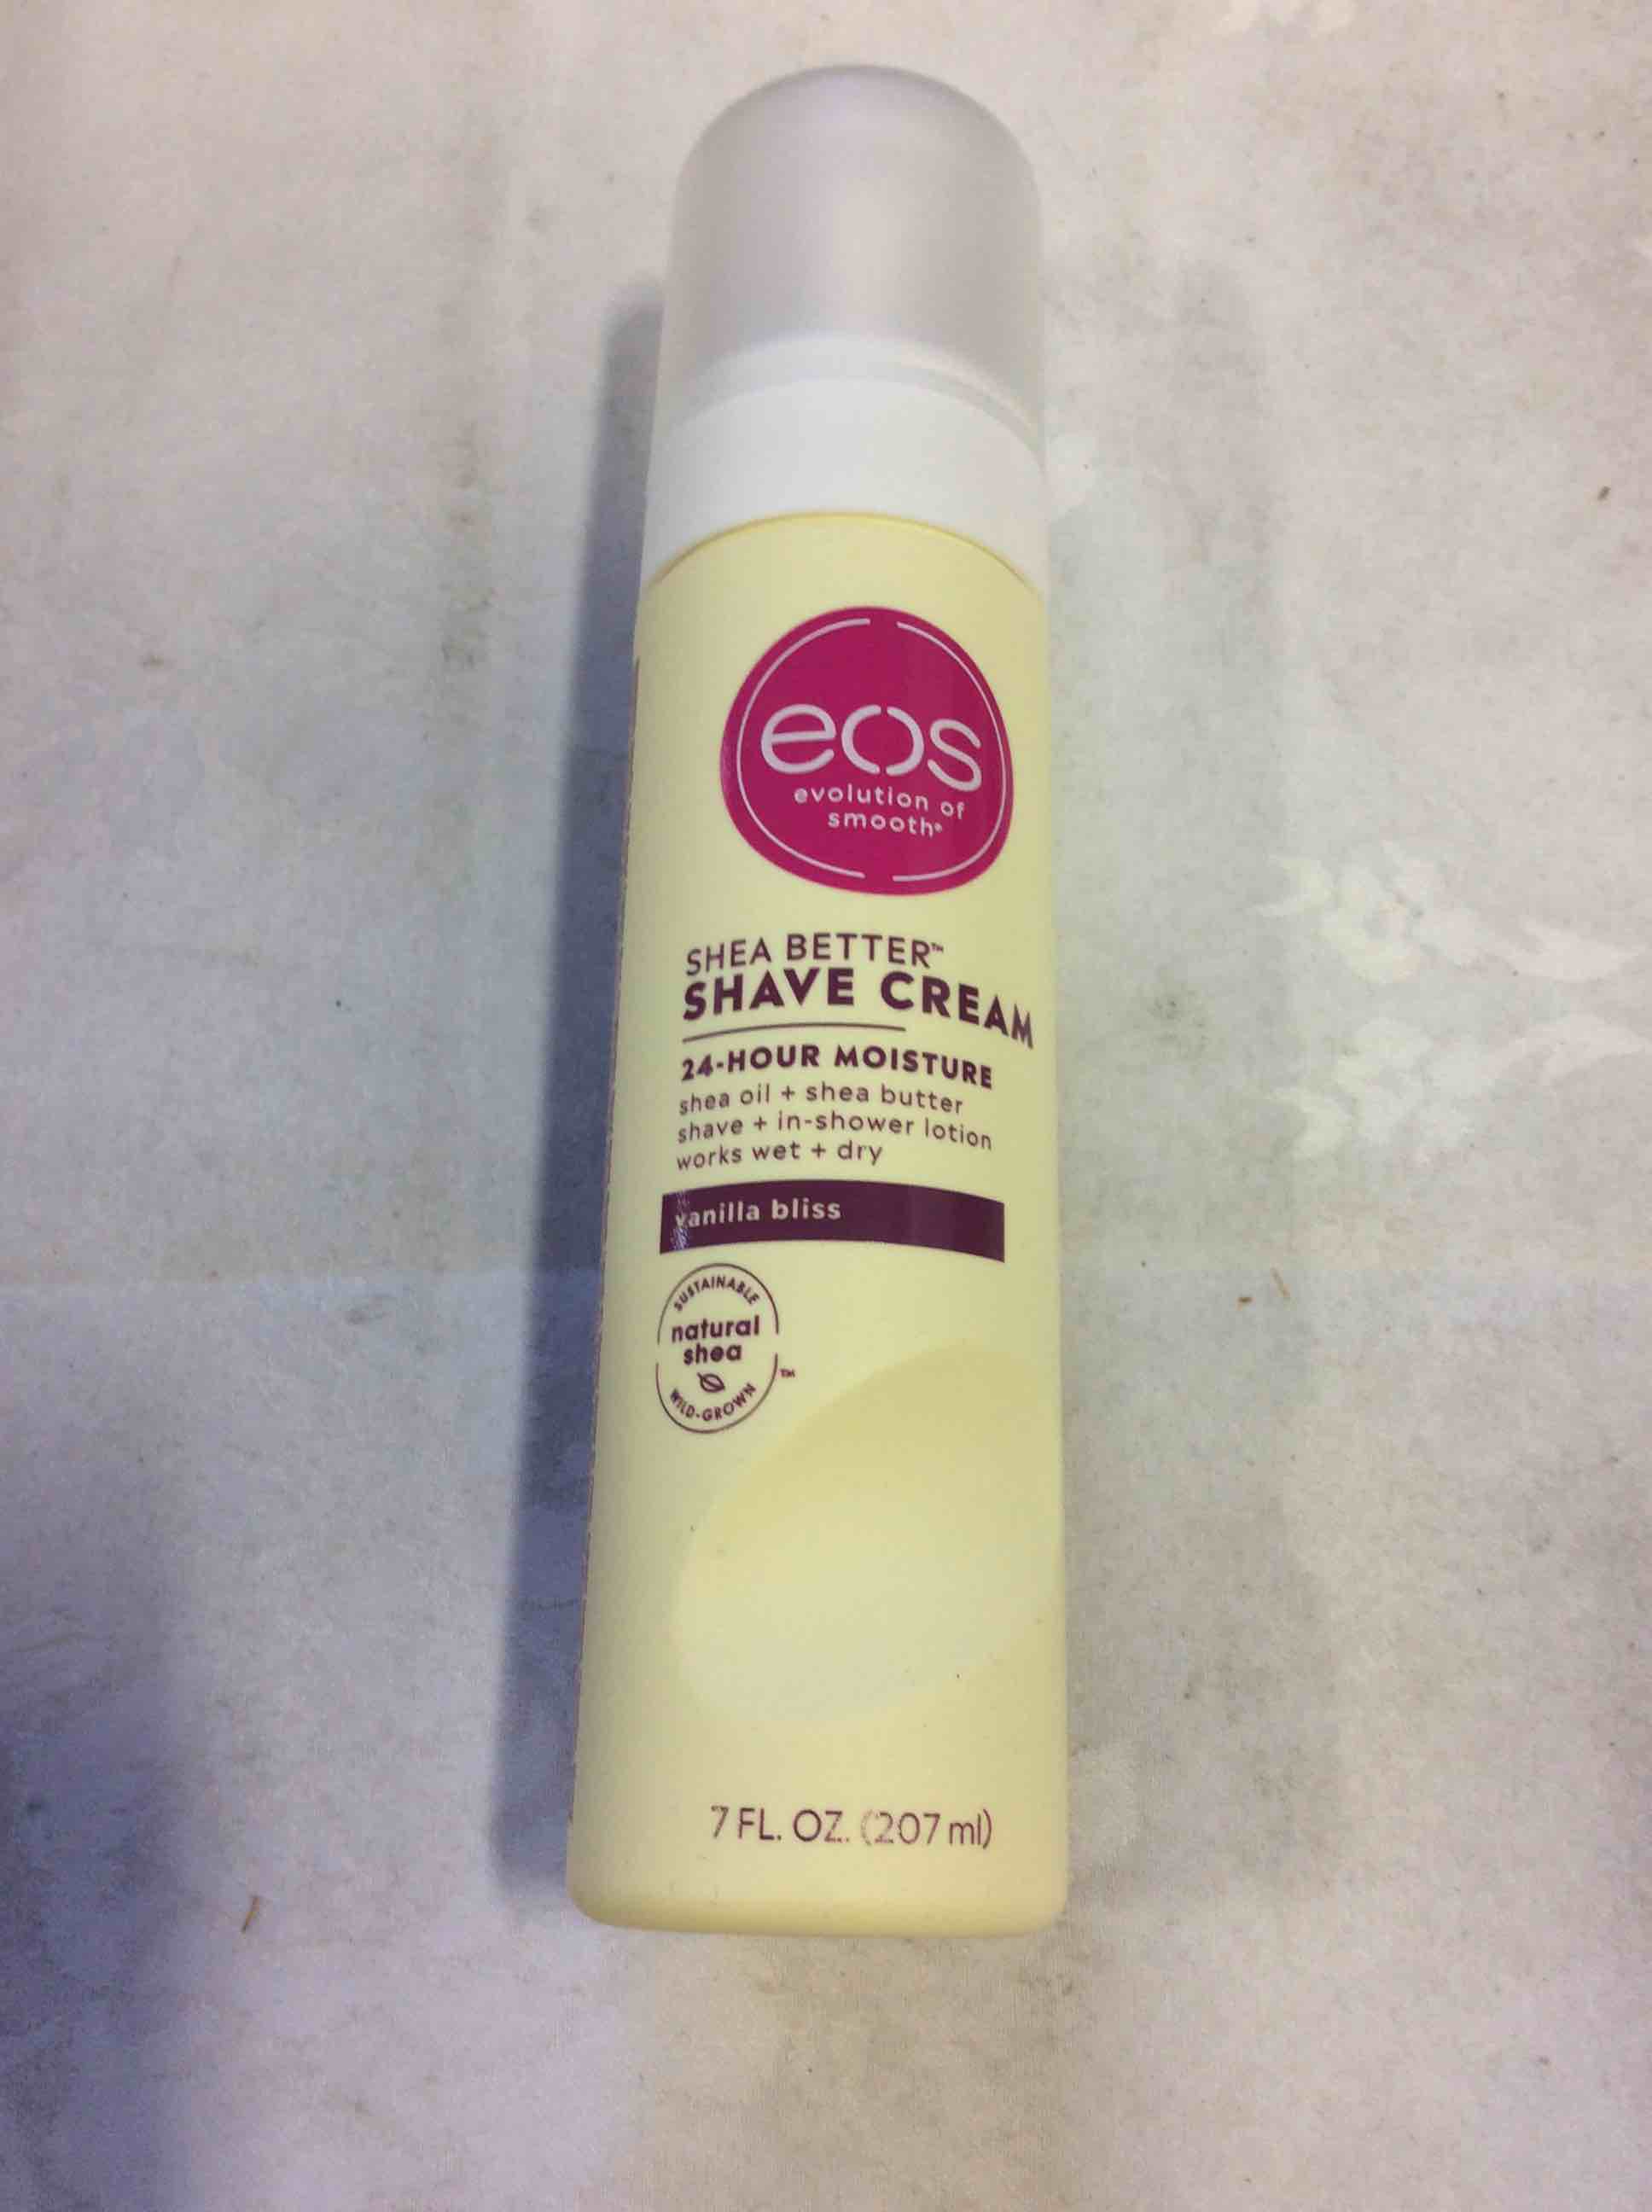 eos
evolution of
smooth®
SHEA BETTER™
SHAVE CREAM
24-HOUR MOISTURE
shea oil + shea butter
shave + in-shower lotion
works wet + dry
vanilla bliss
SUSTAINABLE
natural
shea
WILD-GROWN
™
7 FL. OZ. (207 ml)